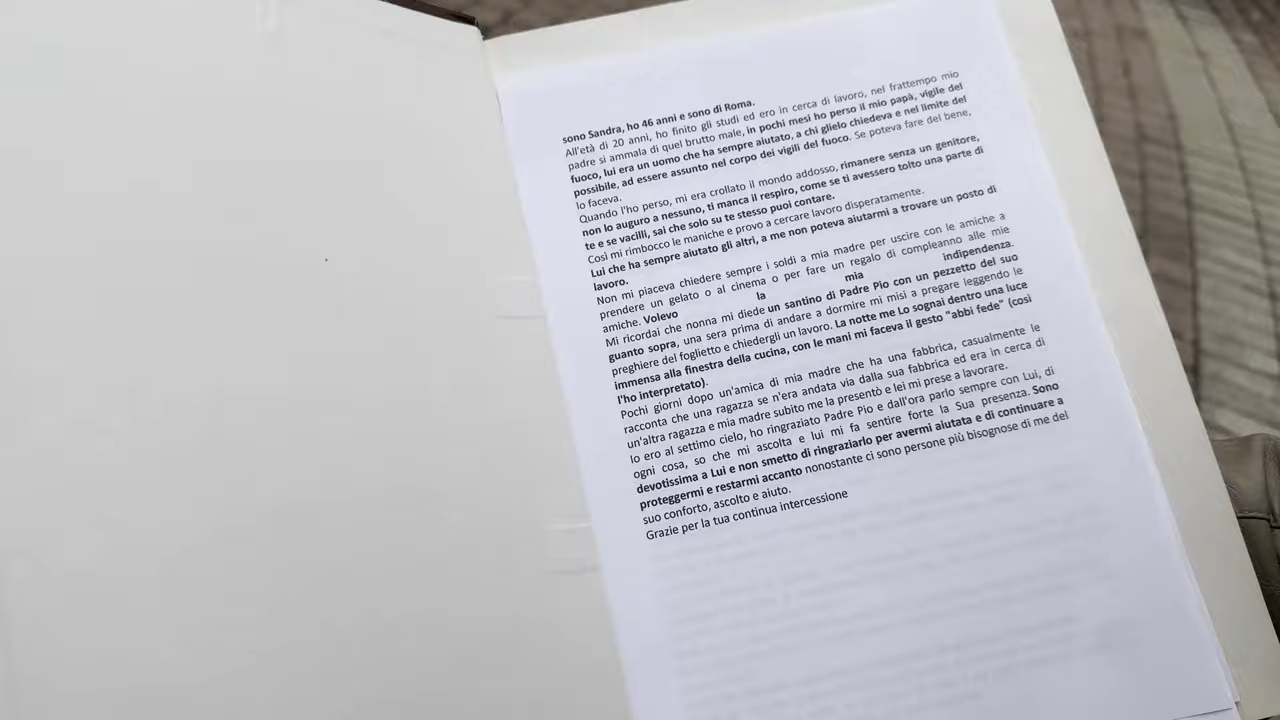 sono Sandra, ho 46 anni e sono di Roma.
All'età di 20 anni, ho finito gli studi ed ero in cerca di lavoro, nel frattempo mio
padre si ammala di quel brutto male, in pochi mesi ho perso il mio papà, vigile del
fuoco, lui era un uomo che ha sempre aiutato, a chi glielo chiedeva e nel limite del
possibile, ad essere assunto nel corpo dei vigili del fuoco. Se poteva fare del bene,
lo faceva.
Quando l'ho perso, mi era crollato il mondo addosso, rimanere senza un genitore,
non lo auguro a nessuno, ti manca il respiro, come se ti avessero tolto una parte di
te e se vacilli, sai che solo su te stesso puoi contare.
Così mi rimbocco le maniche e provo a cercare lavoro disperatamente.
Lui che ha sempre aiutato gli altri, a me non poteva aiutarmi a trovare un posto di
lavoro.
Non mi piaceva chiedere sempre i soldi a mia madre per uscire con le amiche a
prendere un gelato o al cinema o per fare un regalo di compleanno alle mie
amiche. Volevo la mia indipendenza.
Mi ricordai che nonna mi diede un santino di Padre Pio con un pezzetto del suo
guanto sopra, una sera prima di andare a dormire mi misi a pregare leggendo le
preghiere del foglietto e chiedergli un lavoro. La notte me Lo sognai dentro una luce
immensa alla finestra della cucina, con le mani mi faceva il gesto "abbi fede" (così
l'ho interpretato).
Pochi giorni dopo un'amica di mia madre che ha una fabbrica, casualmente le
racconta che una ragazza se n'era andata via dalla sua fabbrica ed era in cerca di
un'altra ragazza e mia madre subito me la presentò e lei mi prese a lavorare.
Io ero al settimo cielo, ho ringraziato Padre Pio e dall'ora parlo sempre con Lui, di
ogni cosa, so che mi ascolta e lui mi fa sentire forte la Sua presenza. Sono
devotissima a Lui e non smetto di ringraziarlo per avermi aiutata e di continuare a
proteggermi e restarmi accanto nonostante ci sono persone più bisognose di me del
suo conforto, ascolto e aiuto.
Grazie per la tua continua intercessione